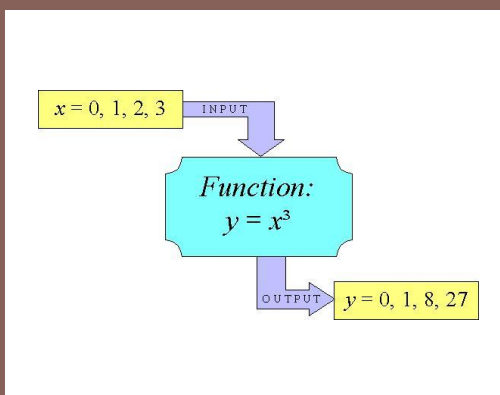 x = 0, 1, 2, 3
INPUT
Function:
y = x³
OUTPUT
y = 0, 1, 8, 27